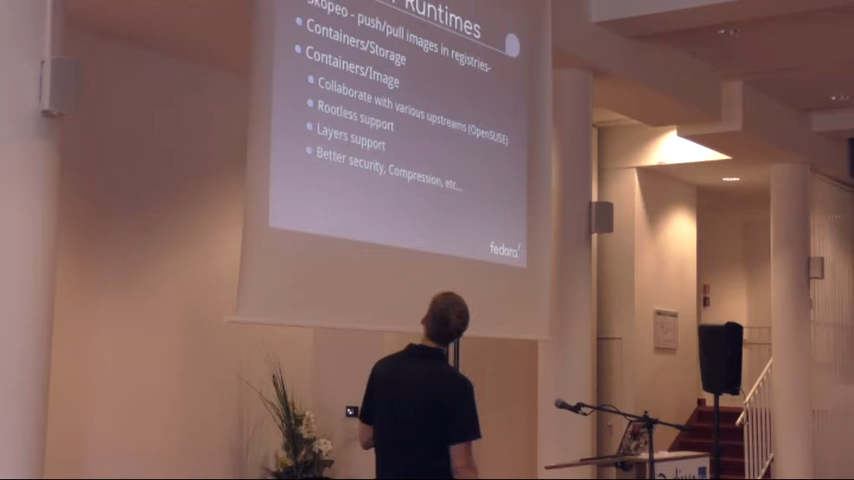 Runtimes
Skopeo - push/pull images in registries-
Containers/Storage
Containers/Image
Collaborate with various upstreams (OpenSUSE)
Rootless support
Layers support
Better security, Compression, etc...
fedora